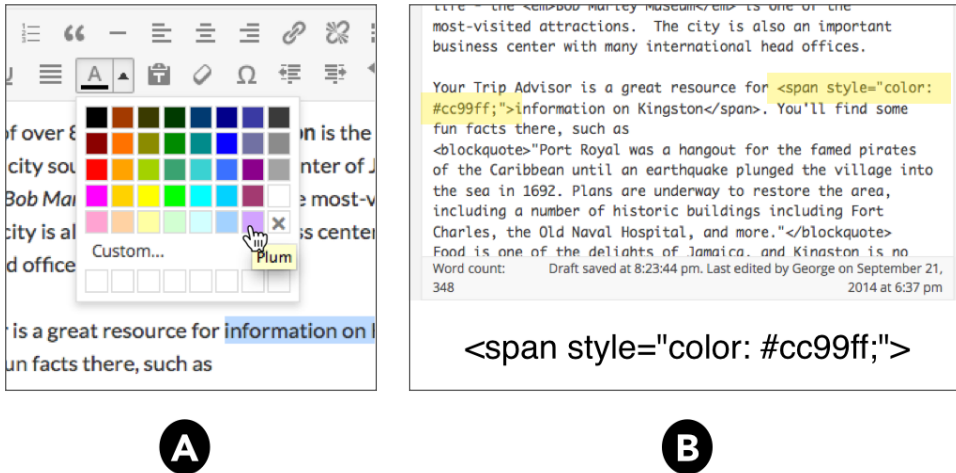 A
of over 8
on is the
city sou
nter of J
Bob Mar
e most-v
city is al
ss center
d office
Custom...
Plum
r is a great resource for information on
un facts there, such as
A
life - the <em>Bob Marley Museum</em> is one of the
most-visited attractions.  The city is also an important
business center with many international head offices.
Your Trip Advisor is a great resource for <span style="color:
#cc99ff;">information on Kingston</span>. You'll find some
fun facts there, such as
<blockquote>"Port Royal was a hangout for the famed pirates
of the Caribbean until an earthquake plunged the village into
the sea in 1692. Plans are underway to restore the area,
including a number of historic buildings including Fort
Charles, the Old Naval Hospital, and more."</blockquote>
Food is one of the delights of Jamaica, and Kingston is no
Word count:
348
Draft saved at 8:23:44 pm. Last edited by George on September 21,
2014 at 6:37 pm
<span style="color: #cc99ff;">
B